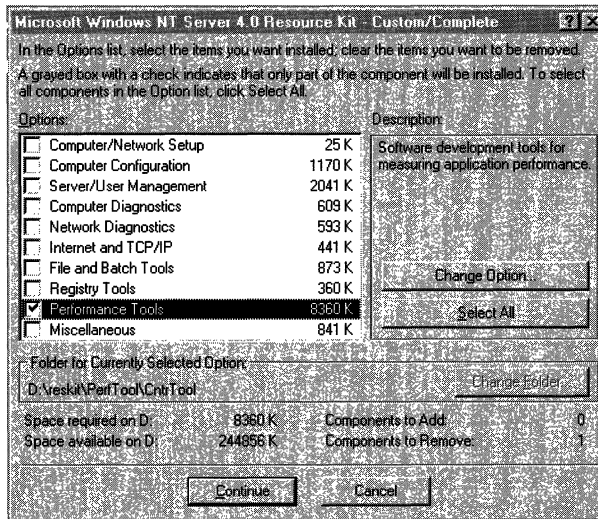 Microsoft Windows NT Server 4.0 Resource Kit - Custom/Complete
In the Options list, select the items you want installed; clear the items you want to be removed.
A grayed box with a check indicates that only part of the component will be installed. To select
all components in the Option list, click Select All.
Options:
Computer/Network Setup 25 K
Computer Configuration 1170 K
Server/User Management 2041 K
Computer Diagnostics 609 K
Network Diagnostics 593 K
Internet and TCP/IP 441 K
File and Batch Tools 873 K
Registry Tools 360 K
Performance Tools 8360 K
Miscellaneous 841 K
Description:
Software development tools for
measuring application performance.
Change Option...
Select All
Folder for Currently Selected Option:
D:\reskit\PerfTool\CntrTool
Change Folder...
Space required on D: 8360 K
Space available on D: 244856 K
Components to Add: 0
Components to Remove: 1
Continue
Cancel